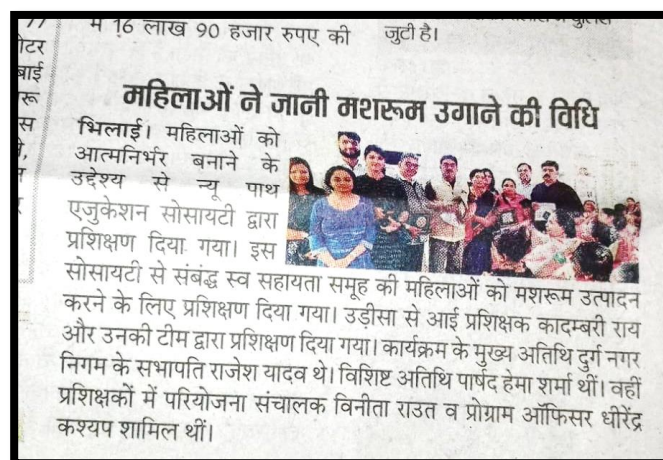 में 16 लाख 90 हजार रुपए की
जुटी है।
महिलाओं ने जानी मशरूम उगाने की विधि
भिलाई। महिलाओं को
आत्मनिर्भर बनाने के
उद्देश्य से न्यू पाथ
एजुकेशन सोसायटी द्वारा
प्रशिक्षण दिया गया। इस
सोसायटी से संबंद्ध स्व सहायता समूह की महिलाओं को मशरूम उत्पादन
करने के लिए प्रशिक्षण दिया गया। उड़ीसा से आई प्रशिक्षक कादम्बरी राय
और उनकी टीम द्वारा प्रशिक्षण दिया गया। कार्यक्रम के मुख्य अतिथि दुर्ग नगर
निगम के सभापति राजेश यादव थे। विशिष्ट अतिथि पार्षद हेमा शर्मा थीं। वहीं
प्रशिक्षकों में परियोजना संचालक विनीता राउत व प्रोग्राम ऑफिसर धीरेंद्र
कश्यप शामिल थीं।